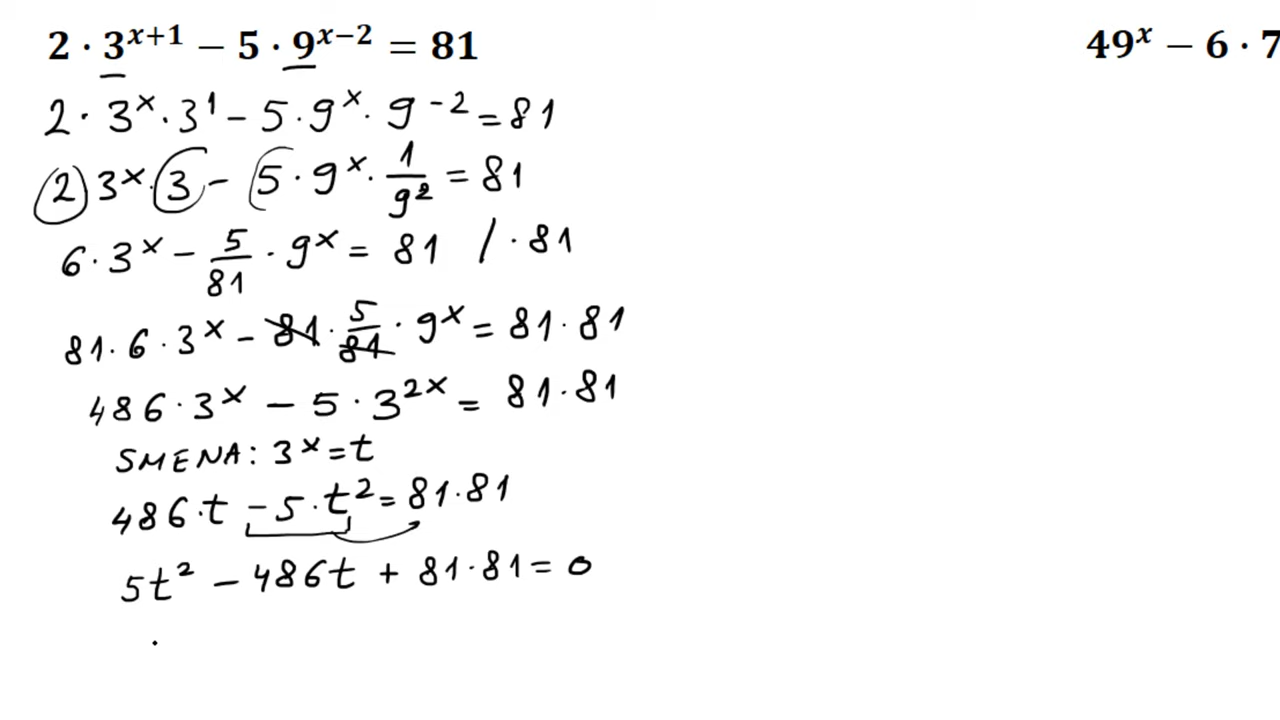 2 · 3^{x+1} − 5 · 9^{x−2} = 81
49^x − 6 · 7
2 · 3^x · 3^1 − 5 · 9^x · 9^{−2} = 81
2 3^x · 3 − 5 · 9^x · 1/9^2 = 81
6 · 3^x − 5/81 · 9^x = 81 / · 81
81 · 6 · 3^x − 81 · 5/81 · 9^x = 81 · 81
486 · 3^x − 5 · 3^{2x} = 81 · 81
SMENA: 3^x = t
486 · t − 5 · t^2 = 81 · 81
5t^2 − 486t + 81 · 81 = 0